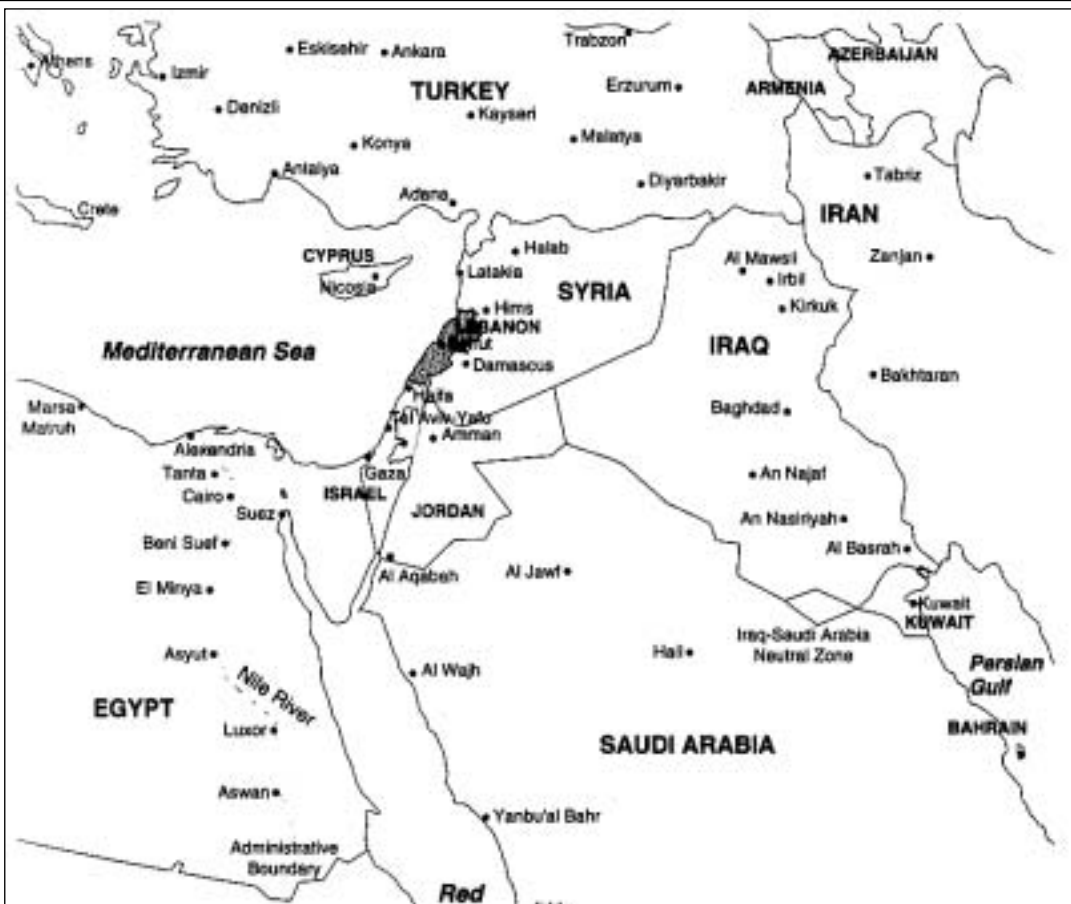 Trabzon
AZERBAIJAN
Eskisehir
Ankara
Athens
Izmir
TURKEY
Erzurum
ARMENIA
Denizli
Kayseri
Malatya
Konya
Antalya
Diyarbakir
Tabriz
Adana
Crete
IRAN
Halab
CYPRUS
Al Mawsil
Zanjan
Latakia
Irbil
Nicosia
SYRIA
Hims
Kirkuk
LEBANON
Mediterranean Sea
IRAQ
Damascus
Bakhtaran
Haifa
Marsa
Matruh
Baghdad
Tel Aviv-Yafo
Amman
Alexandria
Gaza
Tanta
An Najaf
Cairo
ISRAEL
Suez
JORDAN
An Nasiriyah
Beni Suef
Al Basrah
Al Aqabah
Al Jawf
El Minya
Kuwait
KUWAIT
Iraq-Saudi Arabia
Neutral Zone
Asyut
Hail
Al Wajh
Persian
Gulf
Nile River
EGYPT
Luxor
BAHRAIN
SAUDI ARABIA
Aswan
Yanbu'al Bahr
Administrative
Boundary
Red